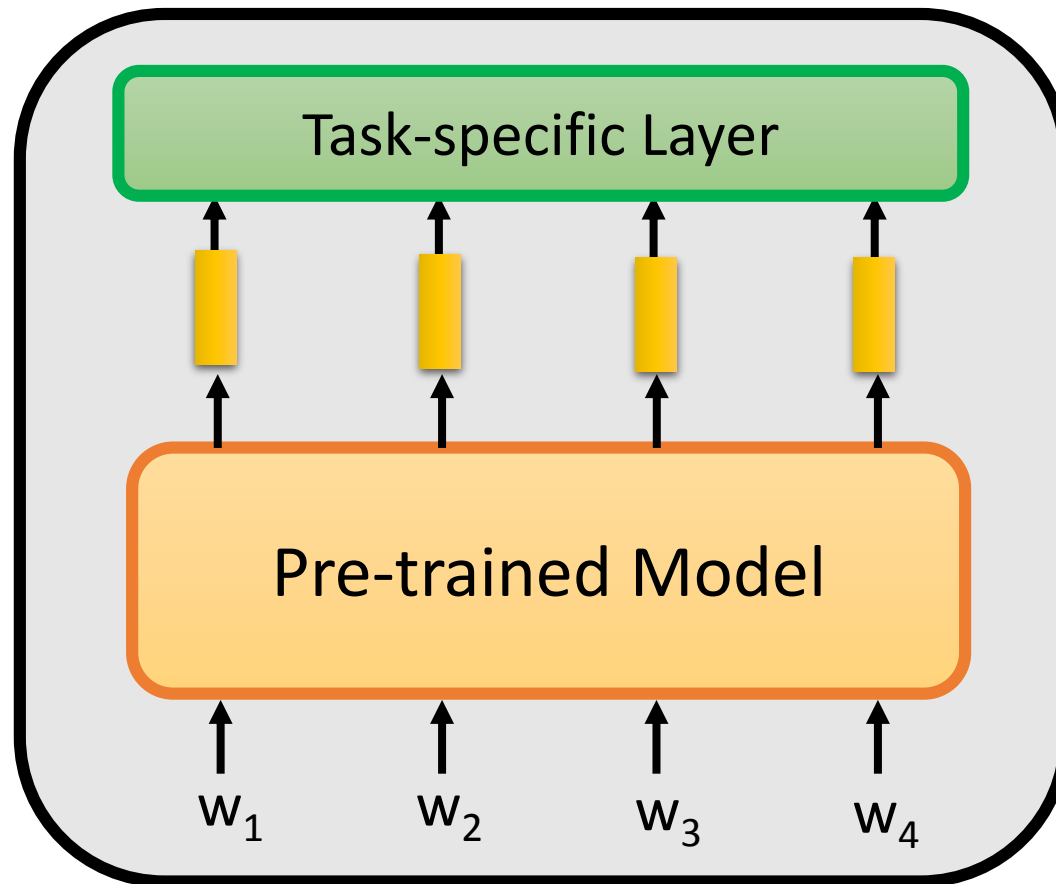 Task-specific Layer
Pre-trained Model
w₁ w₂ w₃ w₄